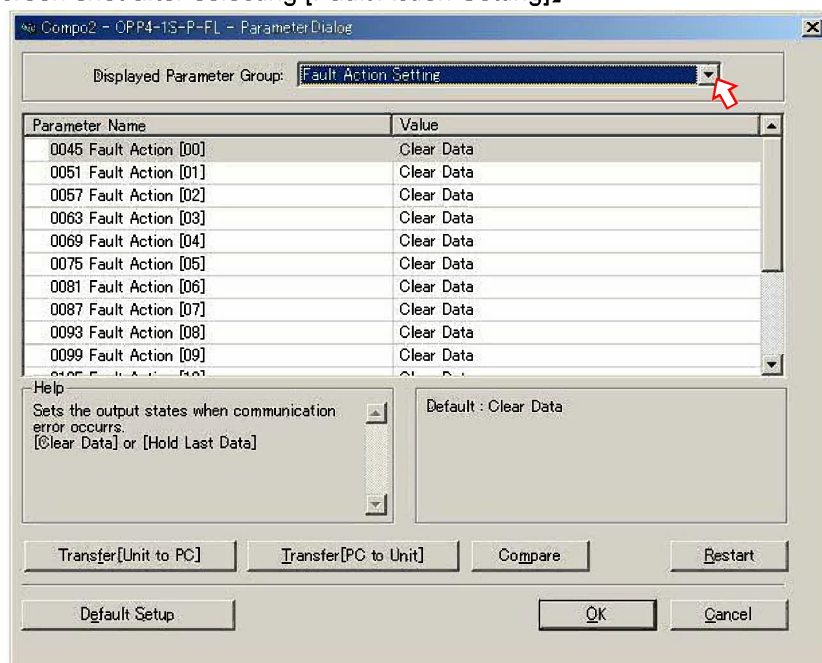 Compo2 - OPP4-1S-P-FL - ParameterDialog
Displayed Parameter Group: Fault Action Setting
Parameter Name Value
0045 Fault Action [00] Clear Data
0051 Fault Action [01] Clear Data
0057 Fault Action [02] Clear Data
0063 Fault Action [03] Clear Data
0069 Fault Action [04] Clear Data
0075 Fault Action [05] Clear Data
0081 Fault Action [06] Clear Data
0087 Fault Action [07] Clear Data
0093 Fault Action [08] Clear Data
0099 Fault Action [09] Clear Data
Help
Sets the output states when communication
error occurrs.
[Clear Data] or [Hold Last Data]
Default : Clear Data
Transfer[Unit to PC] Transfer[PC to Unit] Compare Restart
Default Setup OK Cancel